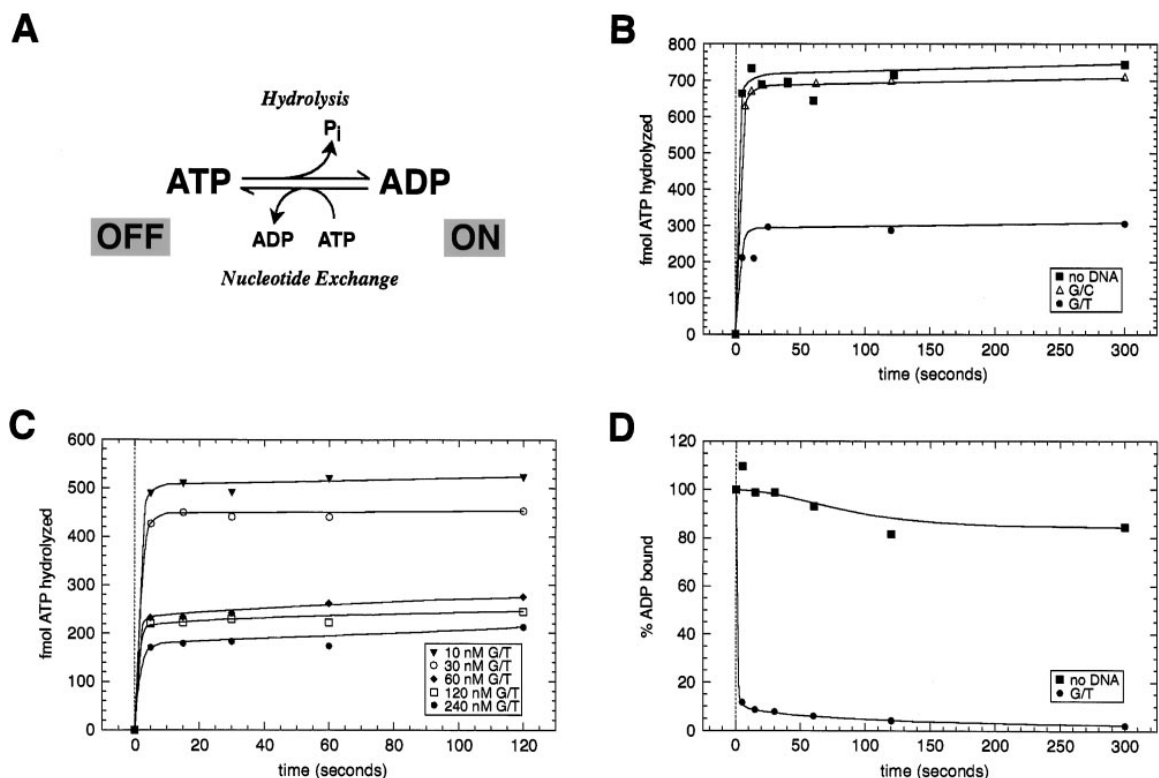 A
Hydrolysis
Pi
ATP
ADP
OFF
ADP
ATP
ON
Nucleotide Exchange
B
800
700
600
500
400
300
200
100
0
fmol ATP hydrolyzed
no DNA
G/C
G/T
0
50
100
150
200
250
300
time (seconds)
C
600
500
400
300
200
100
0
fmol ATP hydrolyzed
10 nM G/T
30 nM G/T
60 nM G/T
120 nM G/T
240 nM G/T
0
20
40
60
80
100
120
time (seconds)
D
120
100
80
60
40
20
0
% ADP bound
no DNA
G/T
0
50
100
150
200
250
300
time (seconds)